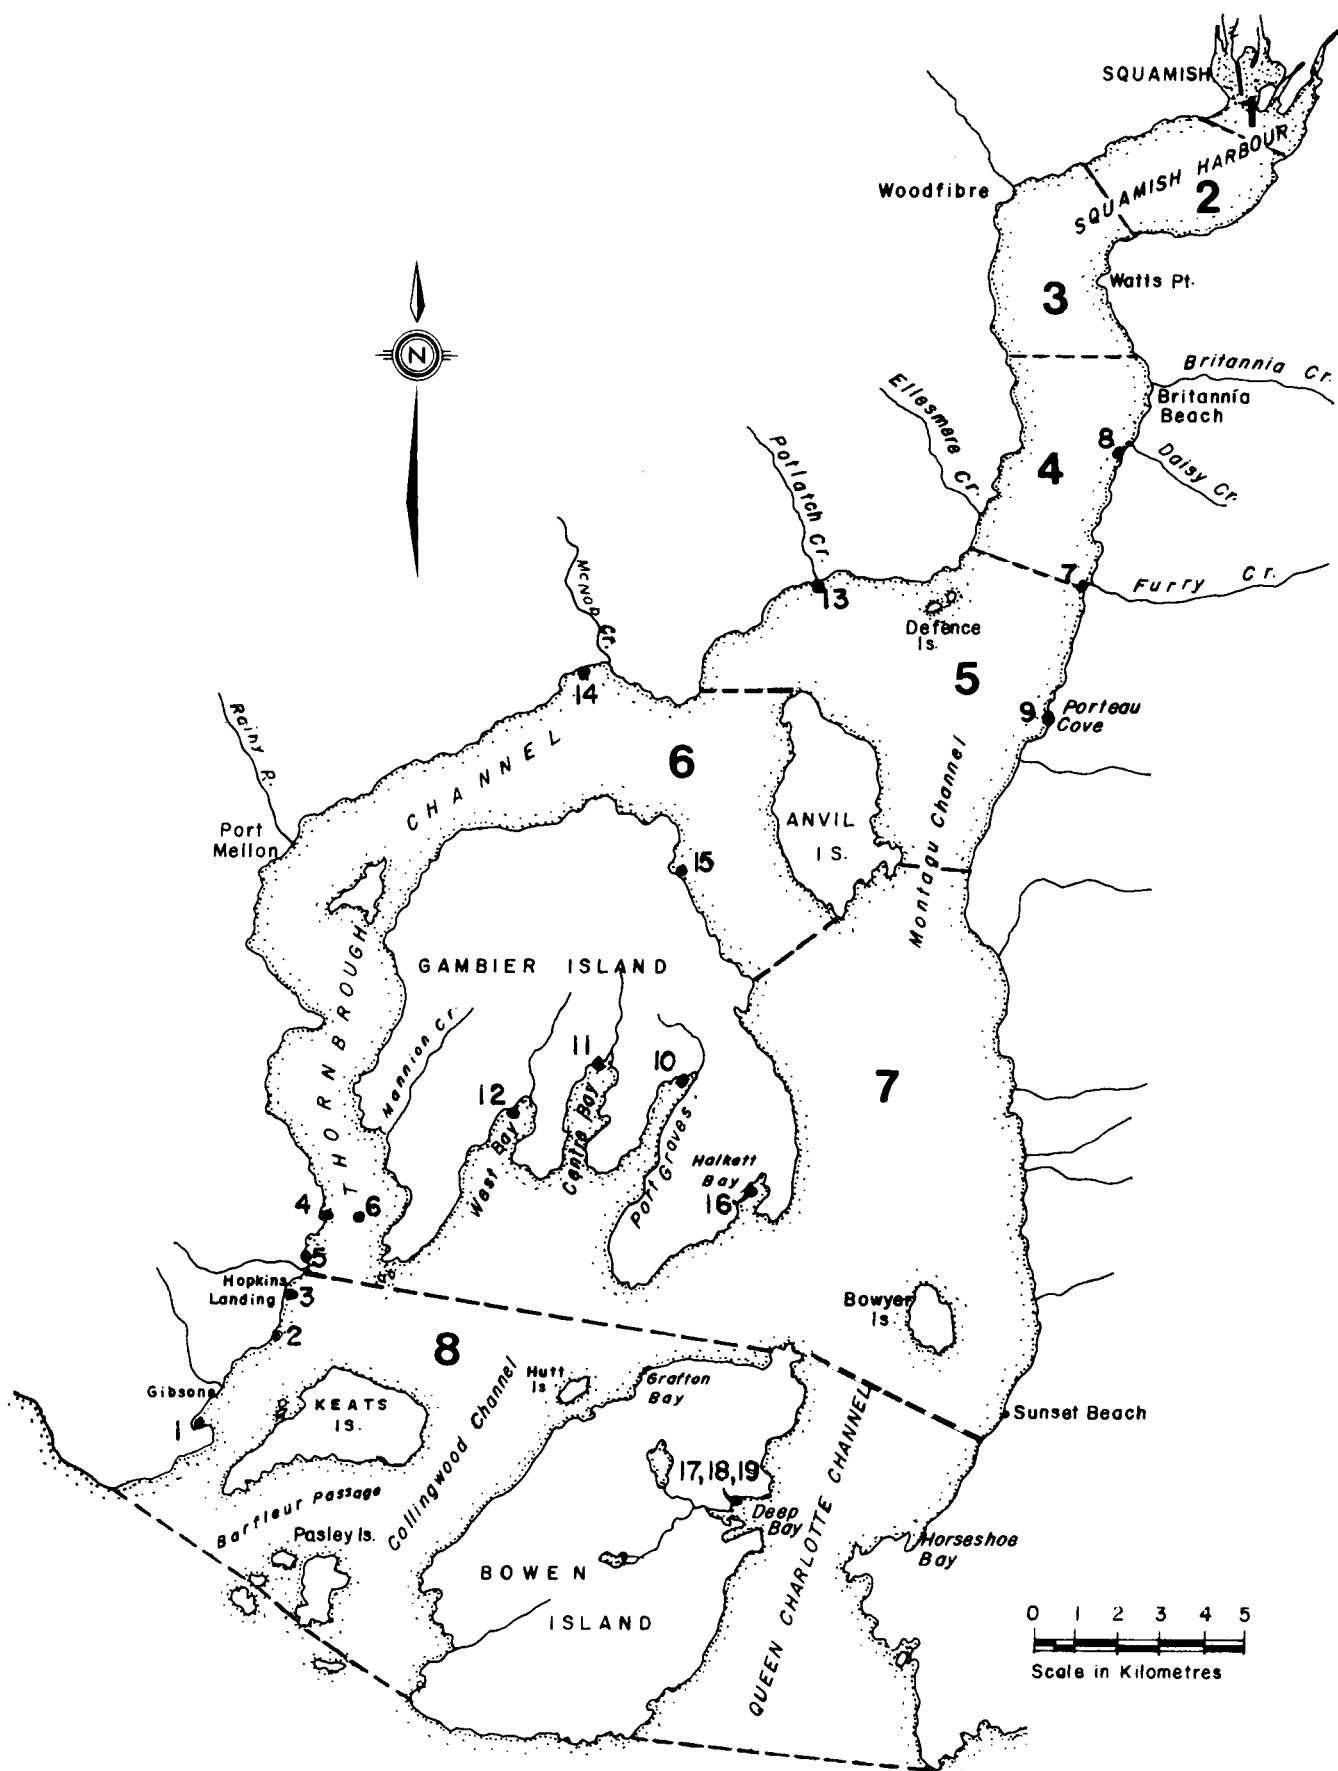 SQUAMISH
1
SQUAMISH HARBOUR
2
Woodfibre
3
Watts Pt.
N
Britannia Cr.
Britannia
Beach
Ellesmere Cr.
8
Daisy Cr.
4
Potlatch Cr.
7
Furry Cr.
13
McNab Cr.
Defence
Is.
14
5
9
Porteau
Cove
Rainy R.
6
CHANNEL
Montagu Channel
ANVIL
IS.
Port
Mellon
15
THORNBROUGH
GAMBIER ISLAND
Mannion Cr.
11
10
7
12
West Bay
Centre Bay
Port Graves
Halkett
Bay
16
4
6
5
Hopkins
Landing
3
2
Bowyer
Is.
8
Hutt
Is.
Grafton
Bay
Gibsons
1
KEATS
IS.
Collingwood Channel
Sunset Beach
QUEEN CHARLOTTE CHANNEL
17,18,19
Deep
Bay
Barfleur Passage
Pasley Is.
Horseshoe
Bay
BOWEN
ISLAND
0 1 2 3 4 5
Scale in Kilometres